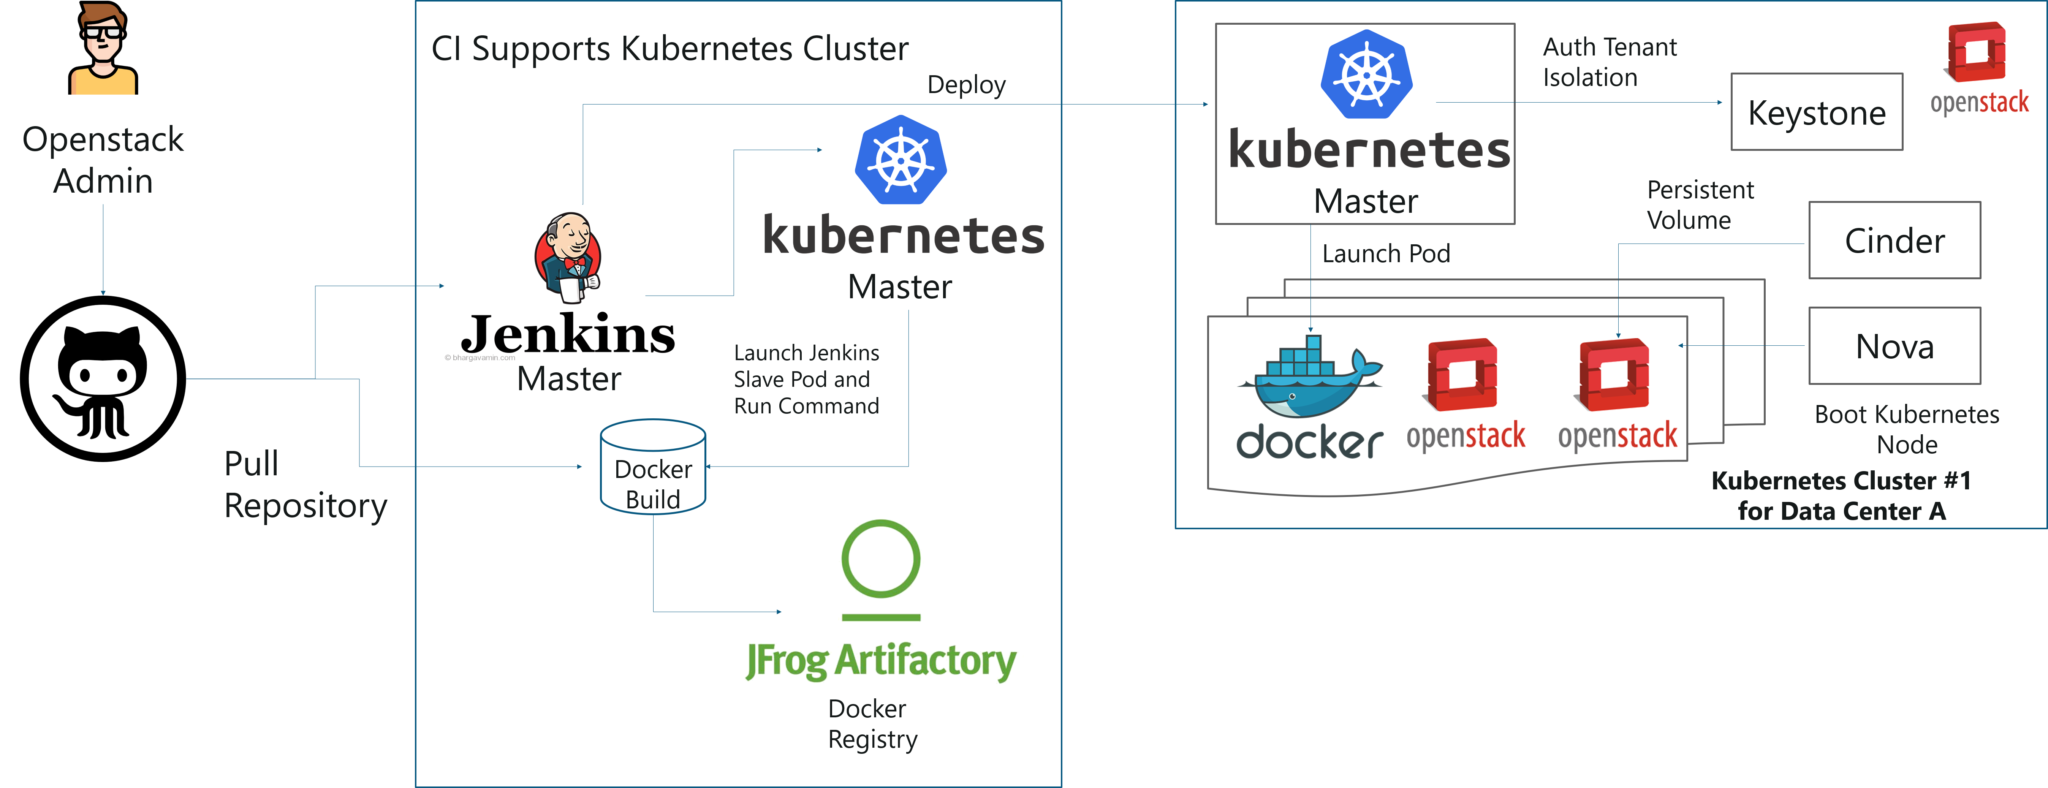 Openstack
Admin
Pull
Repository
CI Supports Kubernetes Cluster
Deploy
kubernetes
Master
Jenkins
© bhargavamin.com
Master
Launch Jenkins
Slave Pod and
Run Command
Docker
Build
JFrog Artifactory
Docker
Registry
kubernetes
Master
Auth Tenant
Isolation
Keystone
openstack
Persistent
Volume
Cinder
Launch Pod
Nova
docker
openstack
openstack
Boot Kubernetes
Node
Kubernetes Cluster #1
for Data Center A